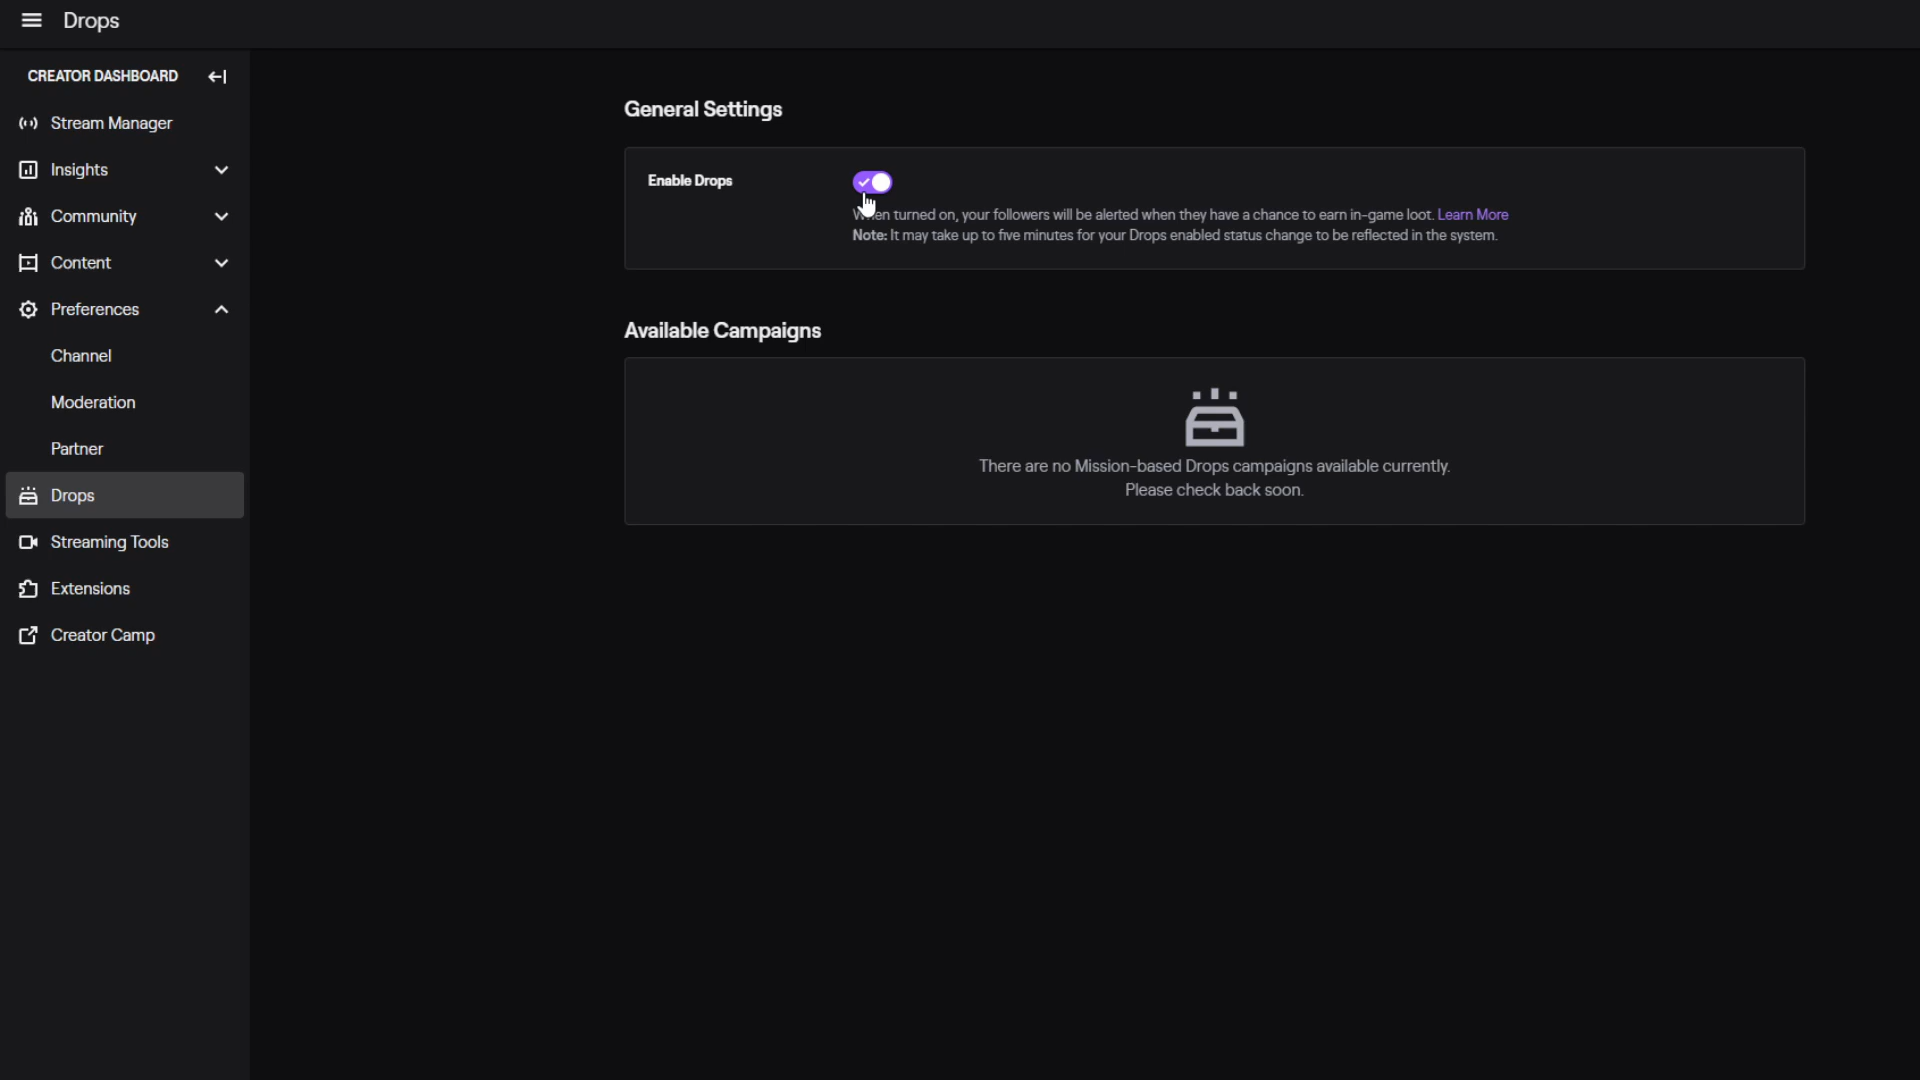 Drops
CREATOR DASHBOARD
Stream Manager
Insights
Community
Content
Preferences
Channel
Moderation
Partner
Drops
Streaming Tools
Extensions
Creator Camp
General Settings
Enable Drops
When turned on, your followers will be alerted when they have a chance to earn in-game loot. Learn More
Note: It may take up to five minutes for your Drops enabled status change to be reflected in the system.
Available Campaigns
There are no Mission-based Drops campaigns available currently.
Please check back soon.